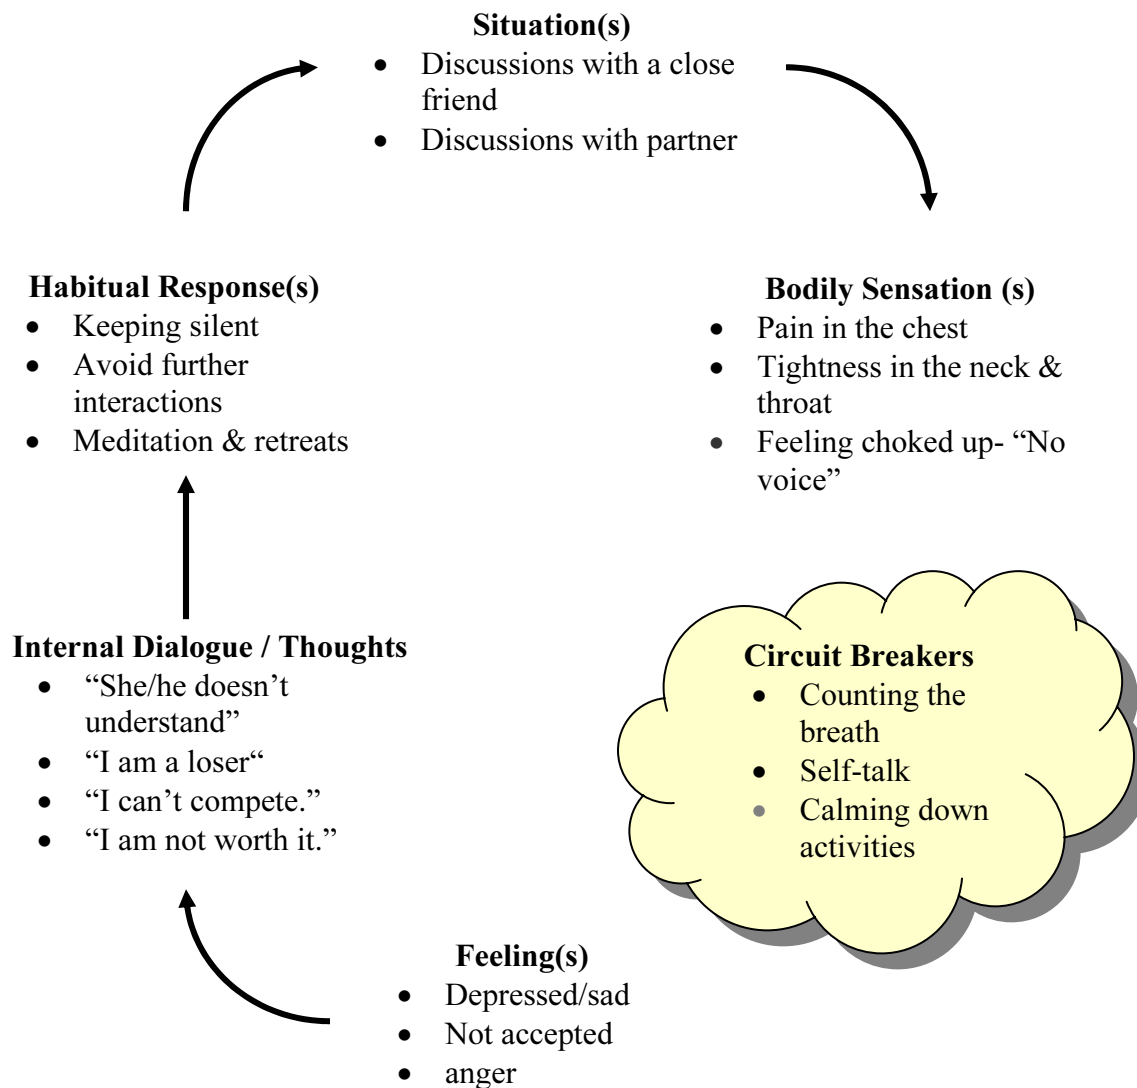 Situation(s)
• Discussions with a close
friend
• Discussions with partner
Bodily Sensation (s)
• Pain in the chest
• Tightness in the neck &
throat
• Feeling choked up- “No
voice”
Circuit Breakers
• Counting the
breath
• Self-talk
• Calming down
activities
Feeling(s)
• Depressed/sad
• Not accepted
• anger
Internal Dialogue / Thoughts
• “She/he doesn’t
understand”
• “I am a loser“
• “I can’t compete.”
• “I am not worth it.”
Habitual Response(s)
• Keeping silent
• Avoid further
interactions
• Meditation & retreats